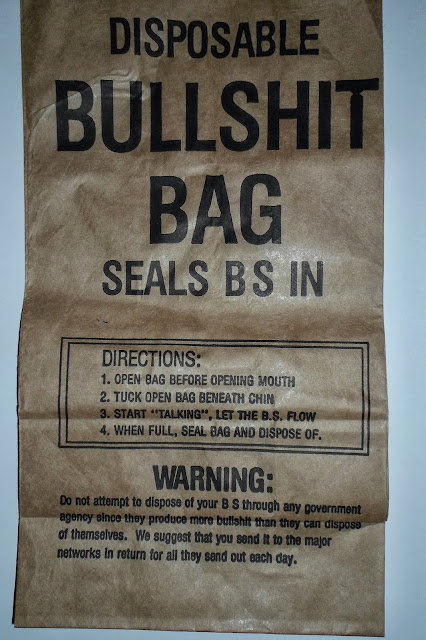 DISPOSABLE
BULLSHIT
BAG
SEALS B S IN
DIRECTIONS:
1. OPEN BAG BEFORE OPENING MOUTH
2. TUCK OPEN BAG BENEATH CHIN
3. START "TALKING", LET THE B.S. FLOW
4. WHEN FULL, SEAL BAG AND DISPOSE OF.
WARNING:
Do not attempt to dispose of your B S through any government
agency since they produce more bullshit than they can dispose
of themselves. We suggest that you send it to the major
networks in return for all they send out each day.